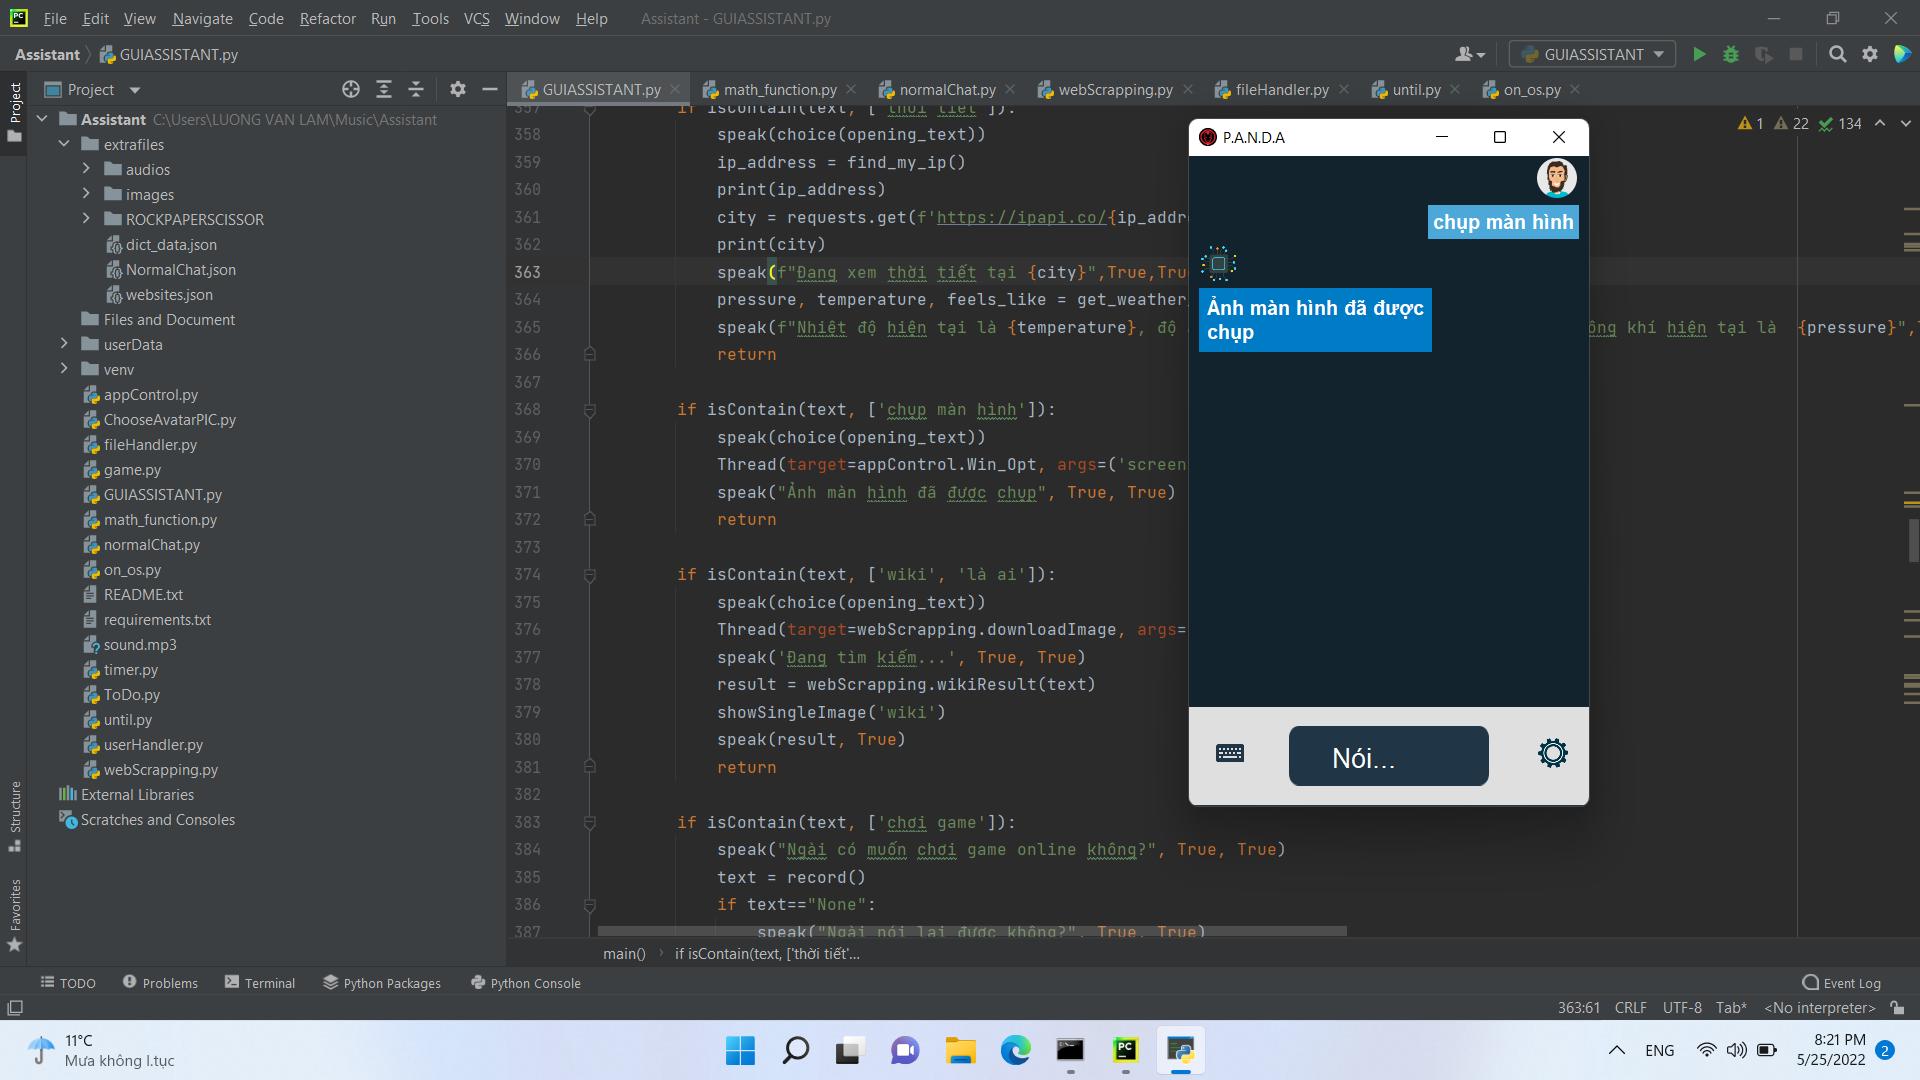 File Edit View Navigate Code Refactor Run Tools VCS Window Help Assistant - GUIASSISTANT.py
Assistant GUIASSISTANT.py GUIASSISTANT
Project GUIASSISTANT.py math_function.py normalChat.py webScrapping.py fileHandler.py until.py on_os.py
Project
Assistant C:\Users\LUONG VAN LAM\Music\Assistant
extrafiles
audios
images
ROCKPAPERSCISSOR
dict_data.json
NormalChat.json
websites.json
Files and Document
userData
venv
appControl.py
ChooseAvatarPIC.py
fileHandler.py
game.py
GUIASSISTANT.py
math_function.py
normalChat.py
on_os.py
README.txt
requirements.txt
sound.mp3
timer.py
ToDo.py
until.py
userHandler.py
webScrapping.py
External Libraries
Scratches and Consoles
Structure
Favorites
1 22 134
357 if isContain(text, ['thời tiết']):
358 speak(choice(opening_text))
359 ip_address = find_my_ip()
360 print(ip_address)
361 city = requests.get(f'https://ipapi.co/{ip_addr
362 print(city)
363 speak(f"Đang xem thời tiết tại {city}",True,Tru
364 pressure, temperature, feels_like = get_weather
365 speak(f"Nhiệt độ hiện tại là {temperature}, độ ông khí hiện tại là {pressure}",
366 return
367
368 if isContain(text, ['chụp màn hình']):
369 speak(choice(opening_text))
370 Thread(target=appControl.Win_Opt, args=('screen
371 speak("Ảnh màn hình đã được chụp", True, True)
372 return
373
374 if isContain(text, ['wiki', 'là ai']):
375 speak(choice(opening_text))
376 Thread(target=webScrapping.downloadImage, args=
377 speak('Đang tìm kiếm...', True, True)
378 result = webScrapping.wikiResult(text)
379 showSingleImage('wiki')
380 speak(result, True)
381 return
382
383 if isContain(text, ['chơi game']):
384 speak("Ngài có muốn chơi game online không?", True, True)
385 text = record()
386 if text=="None":
387 speak("Ngài nói lại được không?", True, True)
P.A.N.D.A
chụp màn hình
Ảnh màn hình đã được
chụp
Nói...
main() if isContain(text, ['thời tiết'...
TODO Problems Terminal Python Packages Python Console Event Log
363:61 CRLF UTF-8 Tab* <No interpreter>
11°C
Mưa không l.tục
PC
ENG
8:21 PM
5/25/2022
2